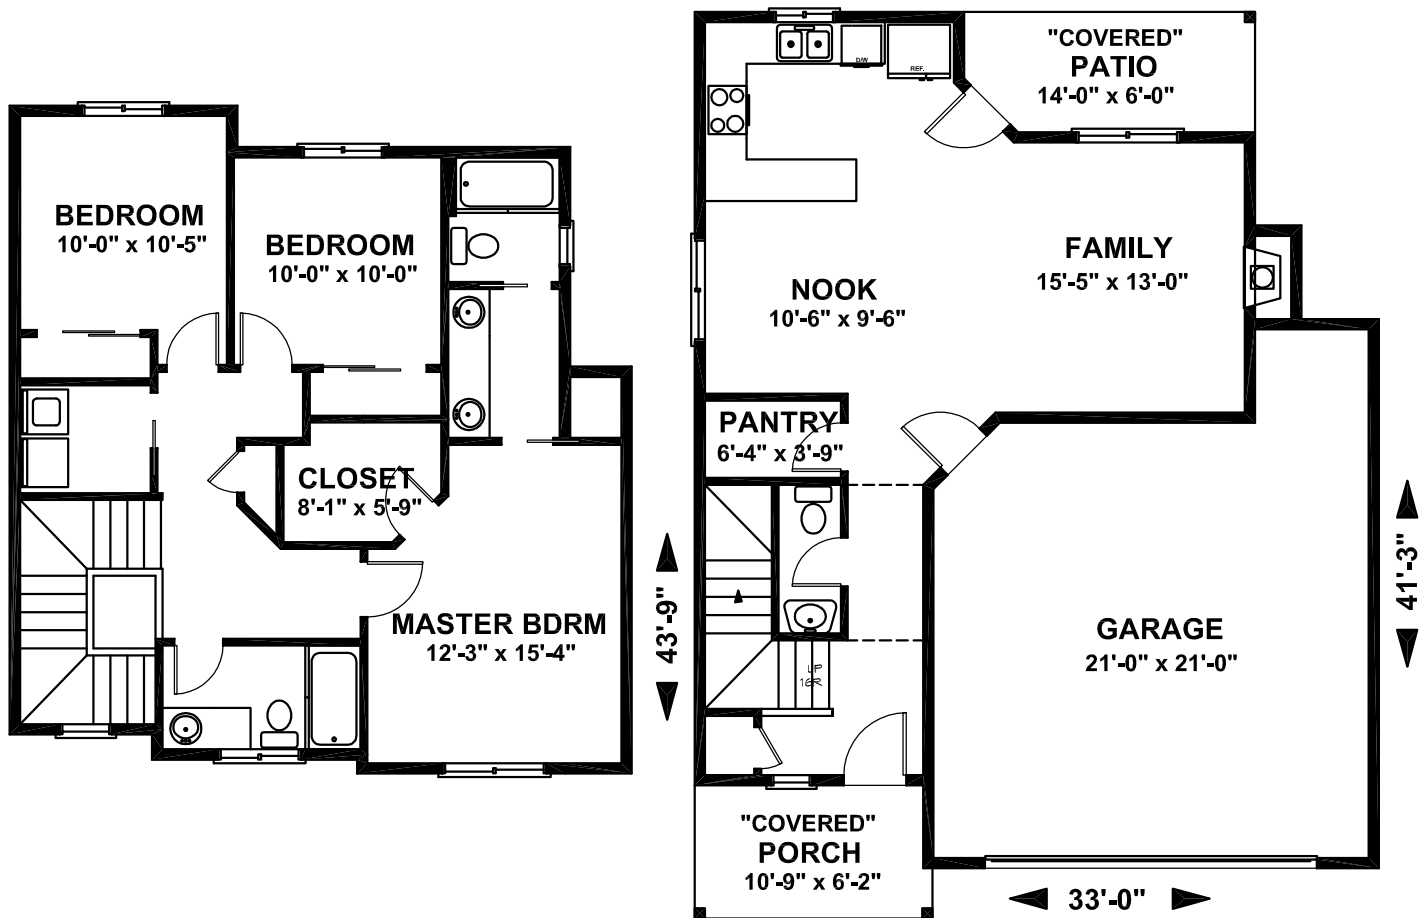 BEDROOM
10'-0" x 10'-5"
BEDROOM
10'-0" x 10'-0"
CLOSET
8'-1" x 5'-9"
MASTER BDRM
12'-3" x 15'-4"
43'-9"
"COVERED"
PATIO
14'-0" x 6'-0"
D/W
REF.
FAMILY
15'-5" x 13'-0"
NOOK
10'-6" x 9'-6"
PANTRY
6'-4" x 3'-9"
UP
16R
GARAGE
21'-0" x 21'-0"
41'-3"
"COVERED"
PORCH
10'-9" x 6'-2"
33'-0"